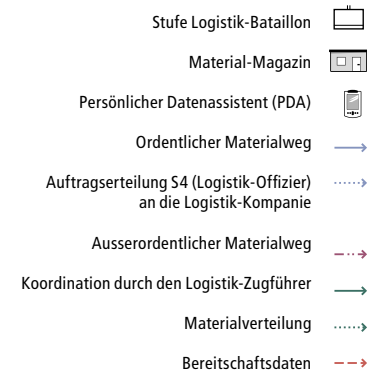 Stufe Logistik-Bataillon
Material-Magazin
Persönlicher Datenassistent (PDA)
Ordentlicher Materialweg
Auftragserteilung S4 (Logistik-Offizier)
an die Logistik-Kompanie
Ausserordentlicher Materialweg
Koordination durch den Logistik-Zugführer
Materialverteilung
Bereitschaftsdaten